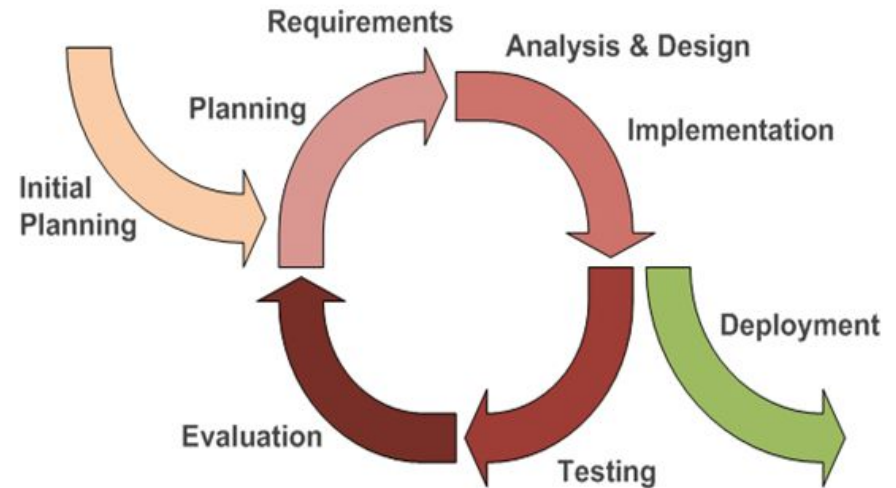 Requirements
Analysis & Design
Planning
Implementation
Initial
Planning
Deployment
Evaluation
Testing